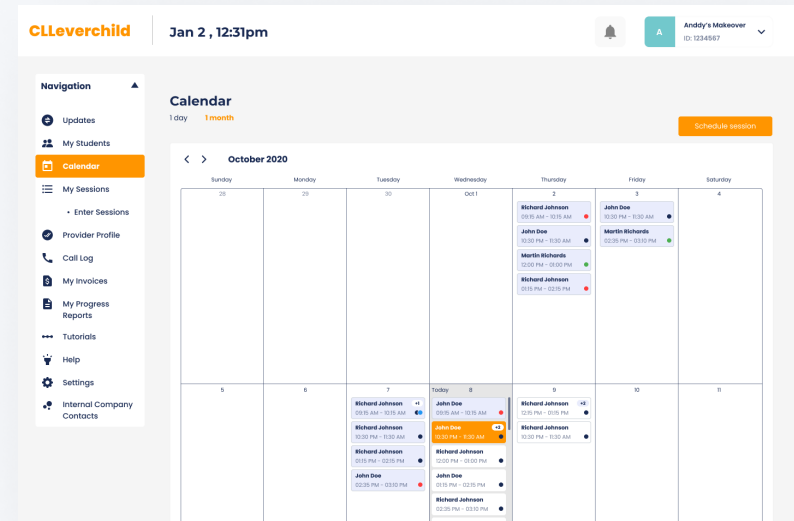 CLLeverchild
Jan 2 , 12:31pm
A
Anddy's Makeover
ID: 1234567
Navigation
Updates
My Students
Calendar
My Sessions
• Enter Sessions
Provider Profile
Call Log
My Invoices
My Progress
Reports
Tutorials
Help
Settings
Internal Company
Contacts
Calendar
1 day 1 month
Schedule session
October 2020
Sunday Monday Tuesday Wednesday Thursday Friday Saturday
28 29 30 Oct 1 2 3 4
Richard Johnson
09:15 AM - 10:15 AM
John Doe
10:30 PM - 11:30 AM
Martin Richards
12:00 PM - 01:00 PM
Richard Johnson
01:15 PM - 02:15 PM
John Doe
10:30 PM - 11:30 AM
Martin Richards
02:35 PM - 03:10 PM
5 6 7 Today 8 9 10 11
Richard Johnson +1
09:15 AM - 10:15 AM
Richard Johnson
10:30 PM - 11:30 AM
Richard Johnson
01:15 PM - 02:15 PM
John Doe
02:35 PM - 03:10 PM
John Doe
09:15 AM - 10:15 AM
John Doe +3
10:30 PM - 11:30 AM
Richard Johnson
12:00 PM - 01:00 PM
John Doe
01:15 PM - 02:15 PM
Richard Johnson
02:35 PM - 03:10 PM
Richard Johnson +2
12:15 PM - 01:15 PM
Richard Johnson
10:30 PM - 11:30 AM